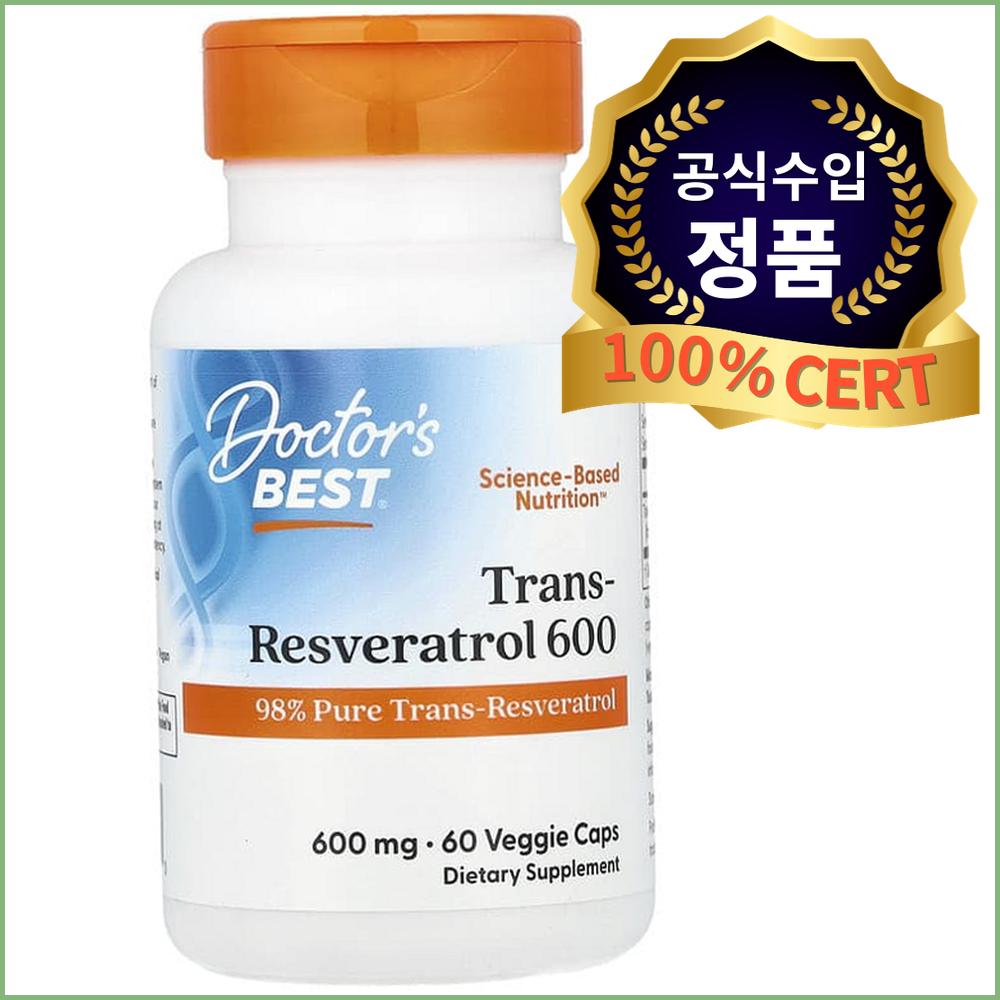 Doctor's
BEST®
Science-Based
Nutrition™
Trans-
Resveratrol 600
98% Pure Trans-Resveratrol
600 mg · 60 Veggie Caps
Dietary Supplement
공식수입
정품
100% CERT